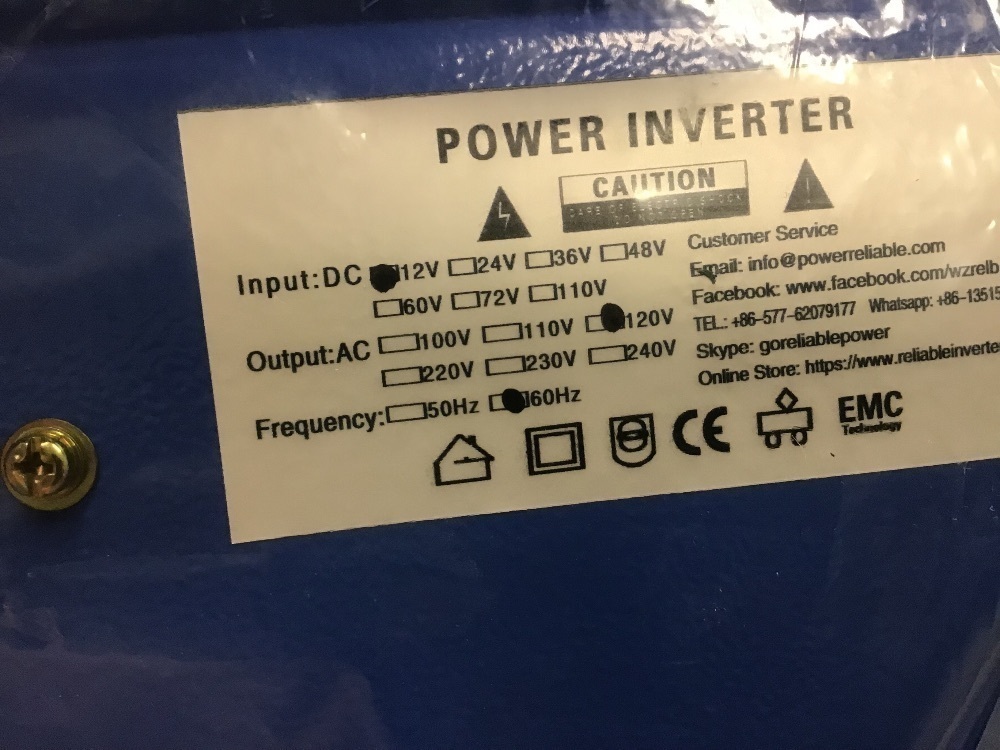 POWER INVERTER
CAUTION
Input:DC 12V 24V 36V 48V
60V 72V 110V
Output:AC 100V 110V 120V
220V 230V 240V
Frequency: 50Hz 60Hz
Customer Service
Email: info@powerreliable.com
Facebook: www.facebook.com/wzrelb
TEL.: +86-577-62079177 Whatsapp: +86-13515
Skype: goreliablepower
Online Store: https://www.reliableinverte
CE
EMC
Technology